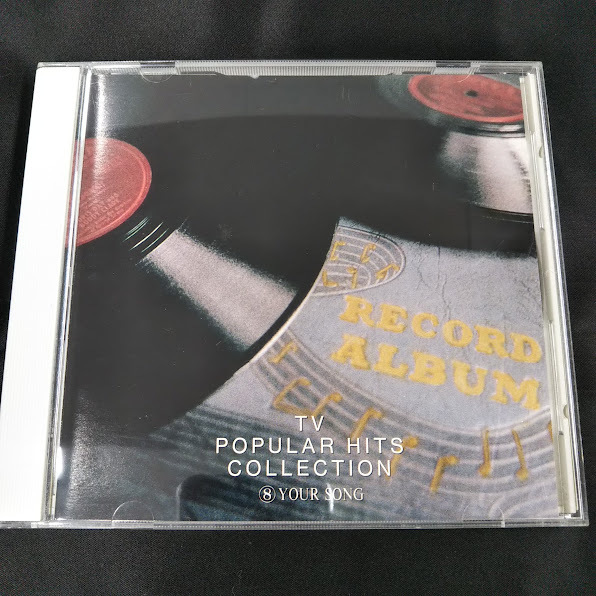 RECORD
ALBUM
TV
POPULAR HITS
COLLECTION
⑧ YOUR SONG